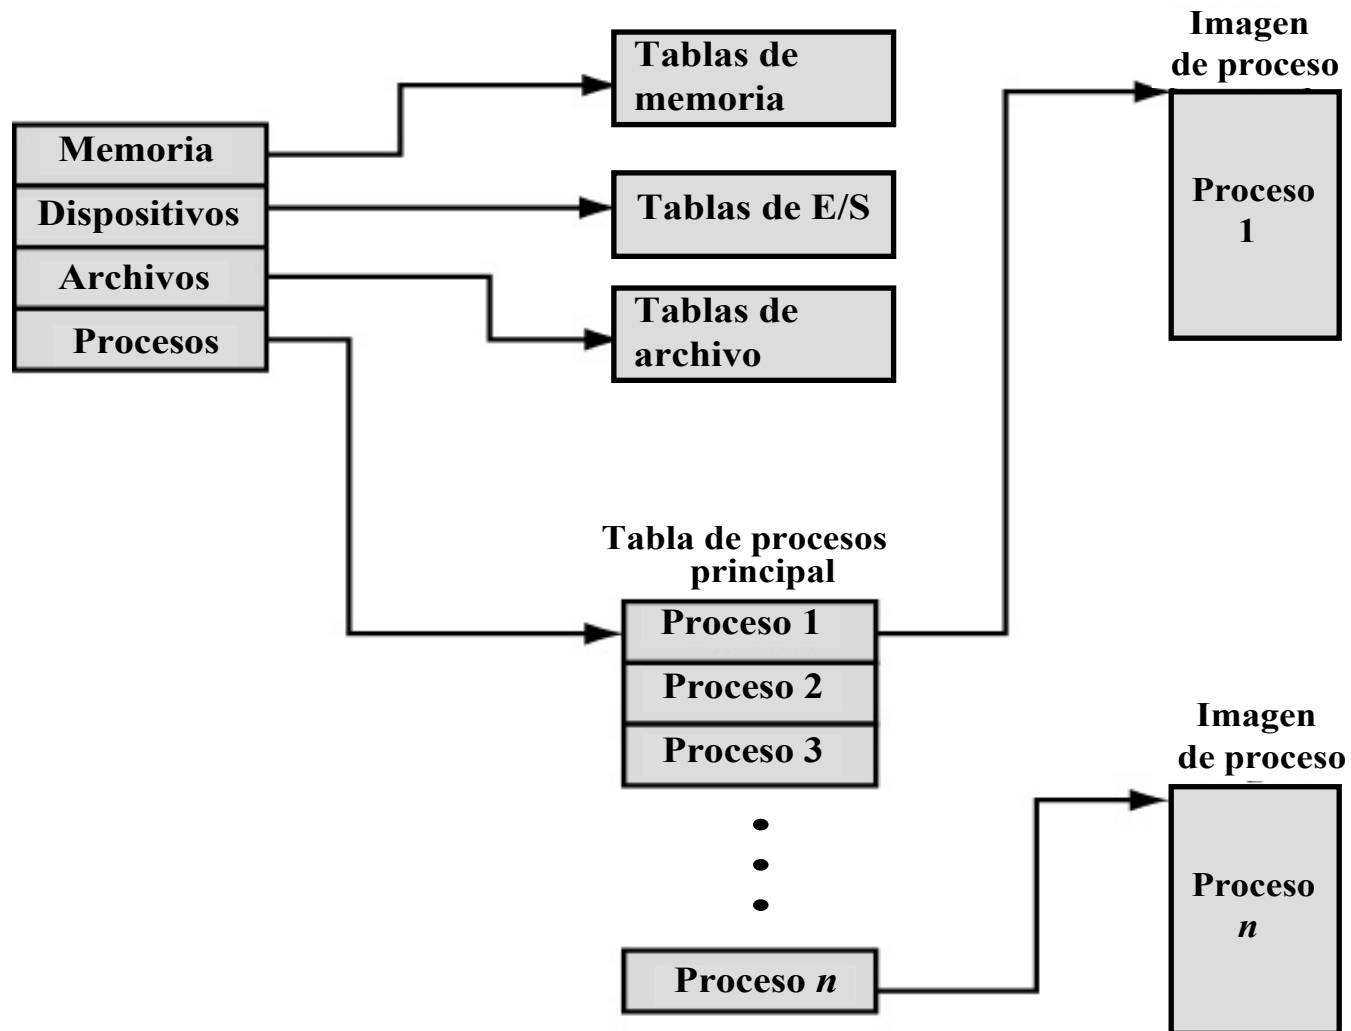 Memoria
Dispositivos
Archivos
Procesos
Tablas de
memoria
Tablas de E/S
Tablas de
archivo
Tabla de procesos
principal
Proceso 1
Proceso 2
Proceso 3
Proceso n
Imagen
de proceso
Proceso
1
Imagen
de proceso
Proceso
n